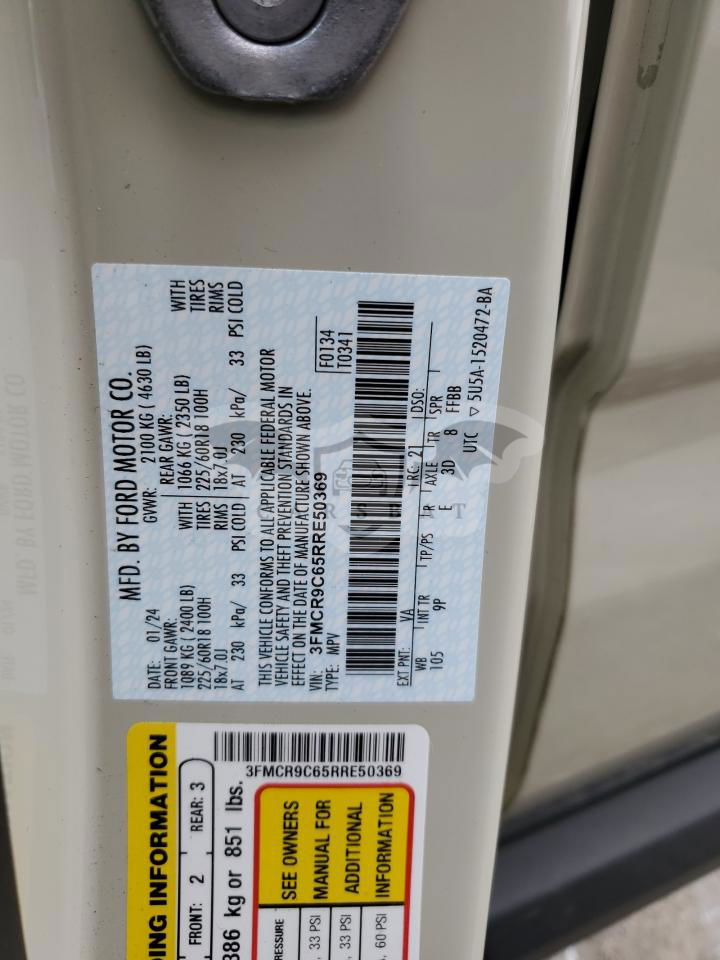 MFD. BY FORD MOTOR CO.
DATE: 01/24 GVWR: 2100 KG ( 4630 LB)
FRONT GAWR: REAR GAWR:
1089 KG ( 2400 LB) WITH 1066 KG ( 2350 LB) WITH
225/60R18 100H TIRES 225/60R18 100H TIRES
18x7.0J RIMS 18x7.0J RIMS
AT 230 kPa/ 33 PSI COLD AT 230 kPa/ 33 PSI COLD
THIS VEHICLE CONFORMS TO ALL APPLICABLE FEDERAL MOTOR
VEHICLE SAFETY AND THEFT PREVENTION STANDARDS IN
EFFECT ON THE DATE OF MANUFACTURE SHOWN ABOVE.
VIN: 3FMCR9C65RRE50369 F0134
TYPE: MPV T0341
EXT PNT: VA RC: 21 DSO:
WB INT TR TP/PS R AXLE TR SPR
105 9P E 3D 8 FFBB
UTC ▽ 5U5A-1520472-BA
DING INFORMATION
FRONT: 2 REAR: 3
386 kg or 851 lbs.
3FMCR9C65RRE50369
SEE OWNERS
MANUAL FOR
ADDITIONAL
INFORMATION
PRESSURE
, 33 PSI
, 33 PSI
, 60 PSI